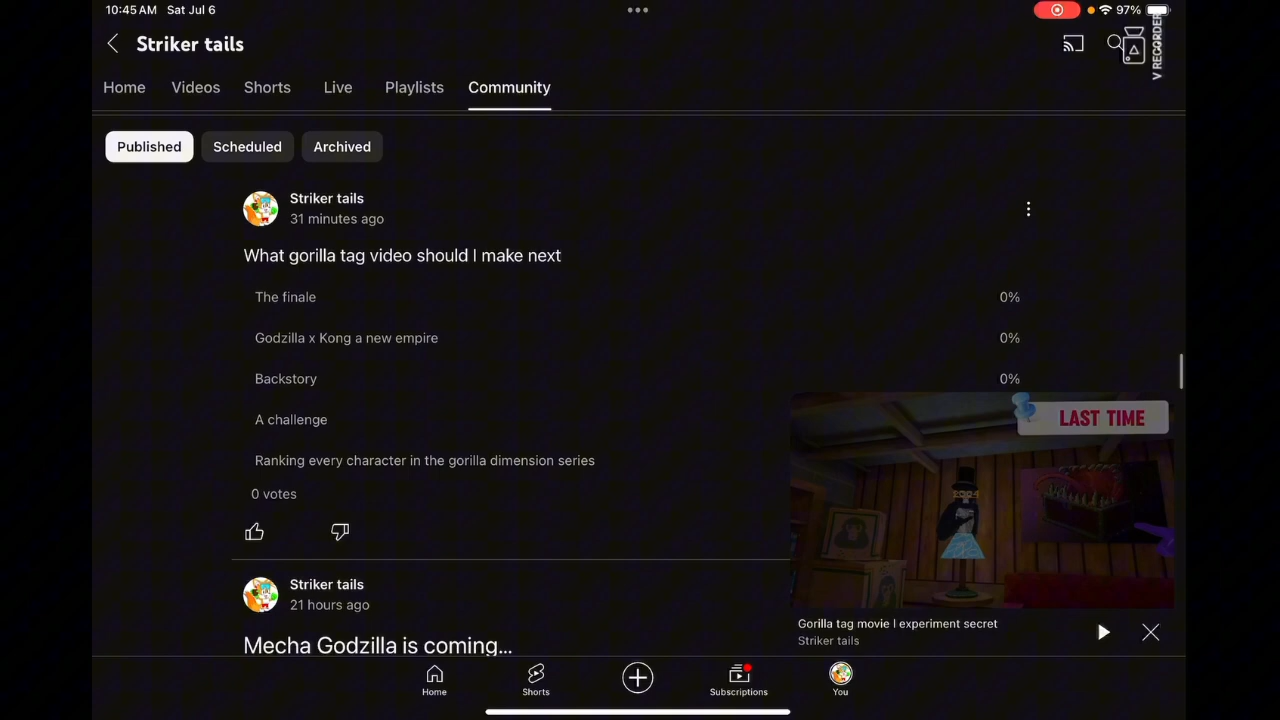 10:45 AM Sat Jul 6
97%
Striker tails
V RECORDER
Home Videos Shorts Live Playlists Community
Published Scheduled Archived
Striker tails
31 minutes ago
What gorilla tag video should I make next
The finale 0%
Godzilla x Kong a new empire 0%
Backstory 0%
A challenge
Ranking every character in the gorilla dimension series
0 votes
LAST TIME
Striker tails
21 hours ago
Mecha Godzilla is coming...
Gorilla tag movie | experiment secret
Striker tails
Home Shorts Subscriptions You